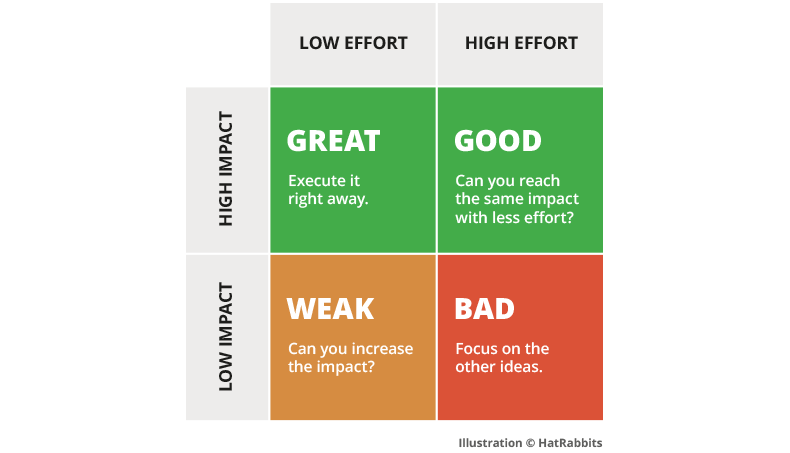 LOW EFFORT
HIGH EFFORT
HIGH IMPACT
GREAT
Execute it
right away.
GOOD
Can you reach
the same impact
with less effort?
LOW IMPACT
WEAK
Can you increase
the impact?
BAD
Focus on the
other ideas.
Illustration © HatRabbits